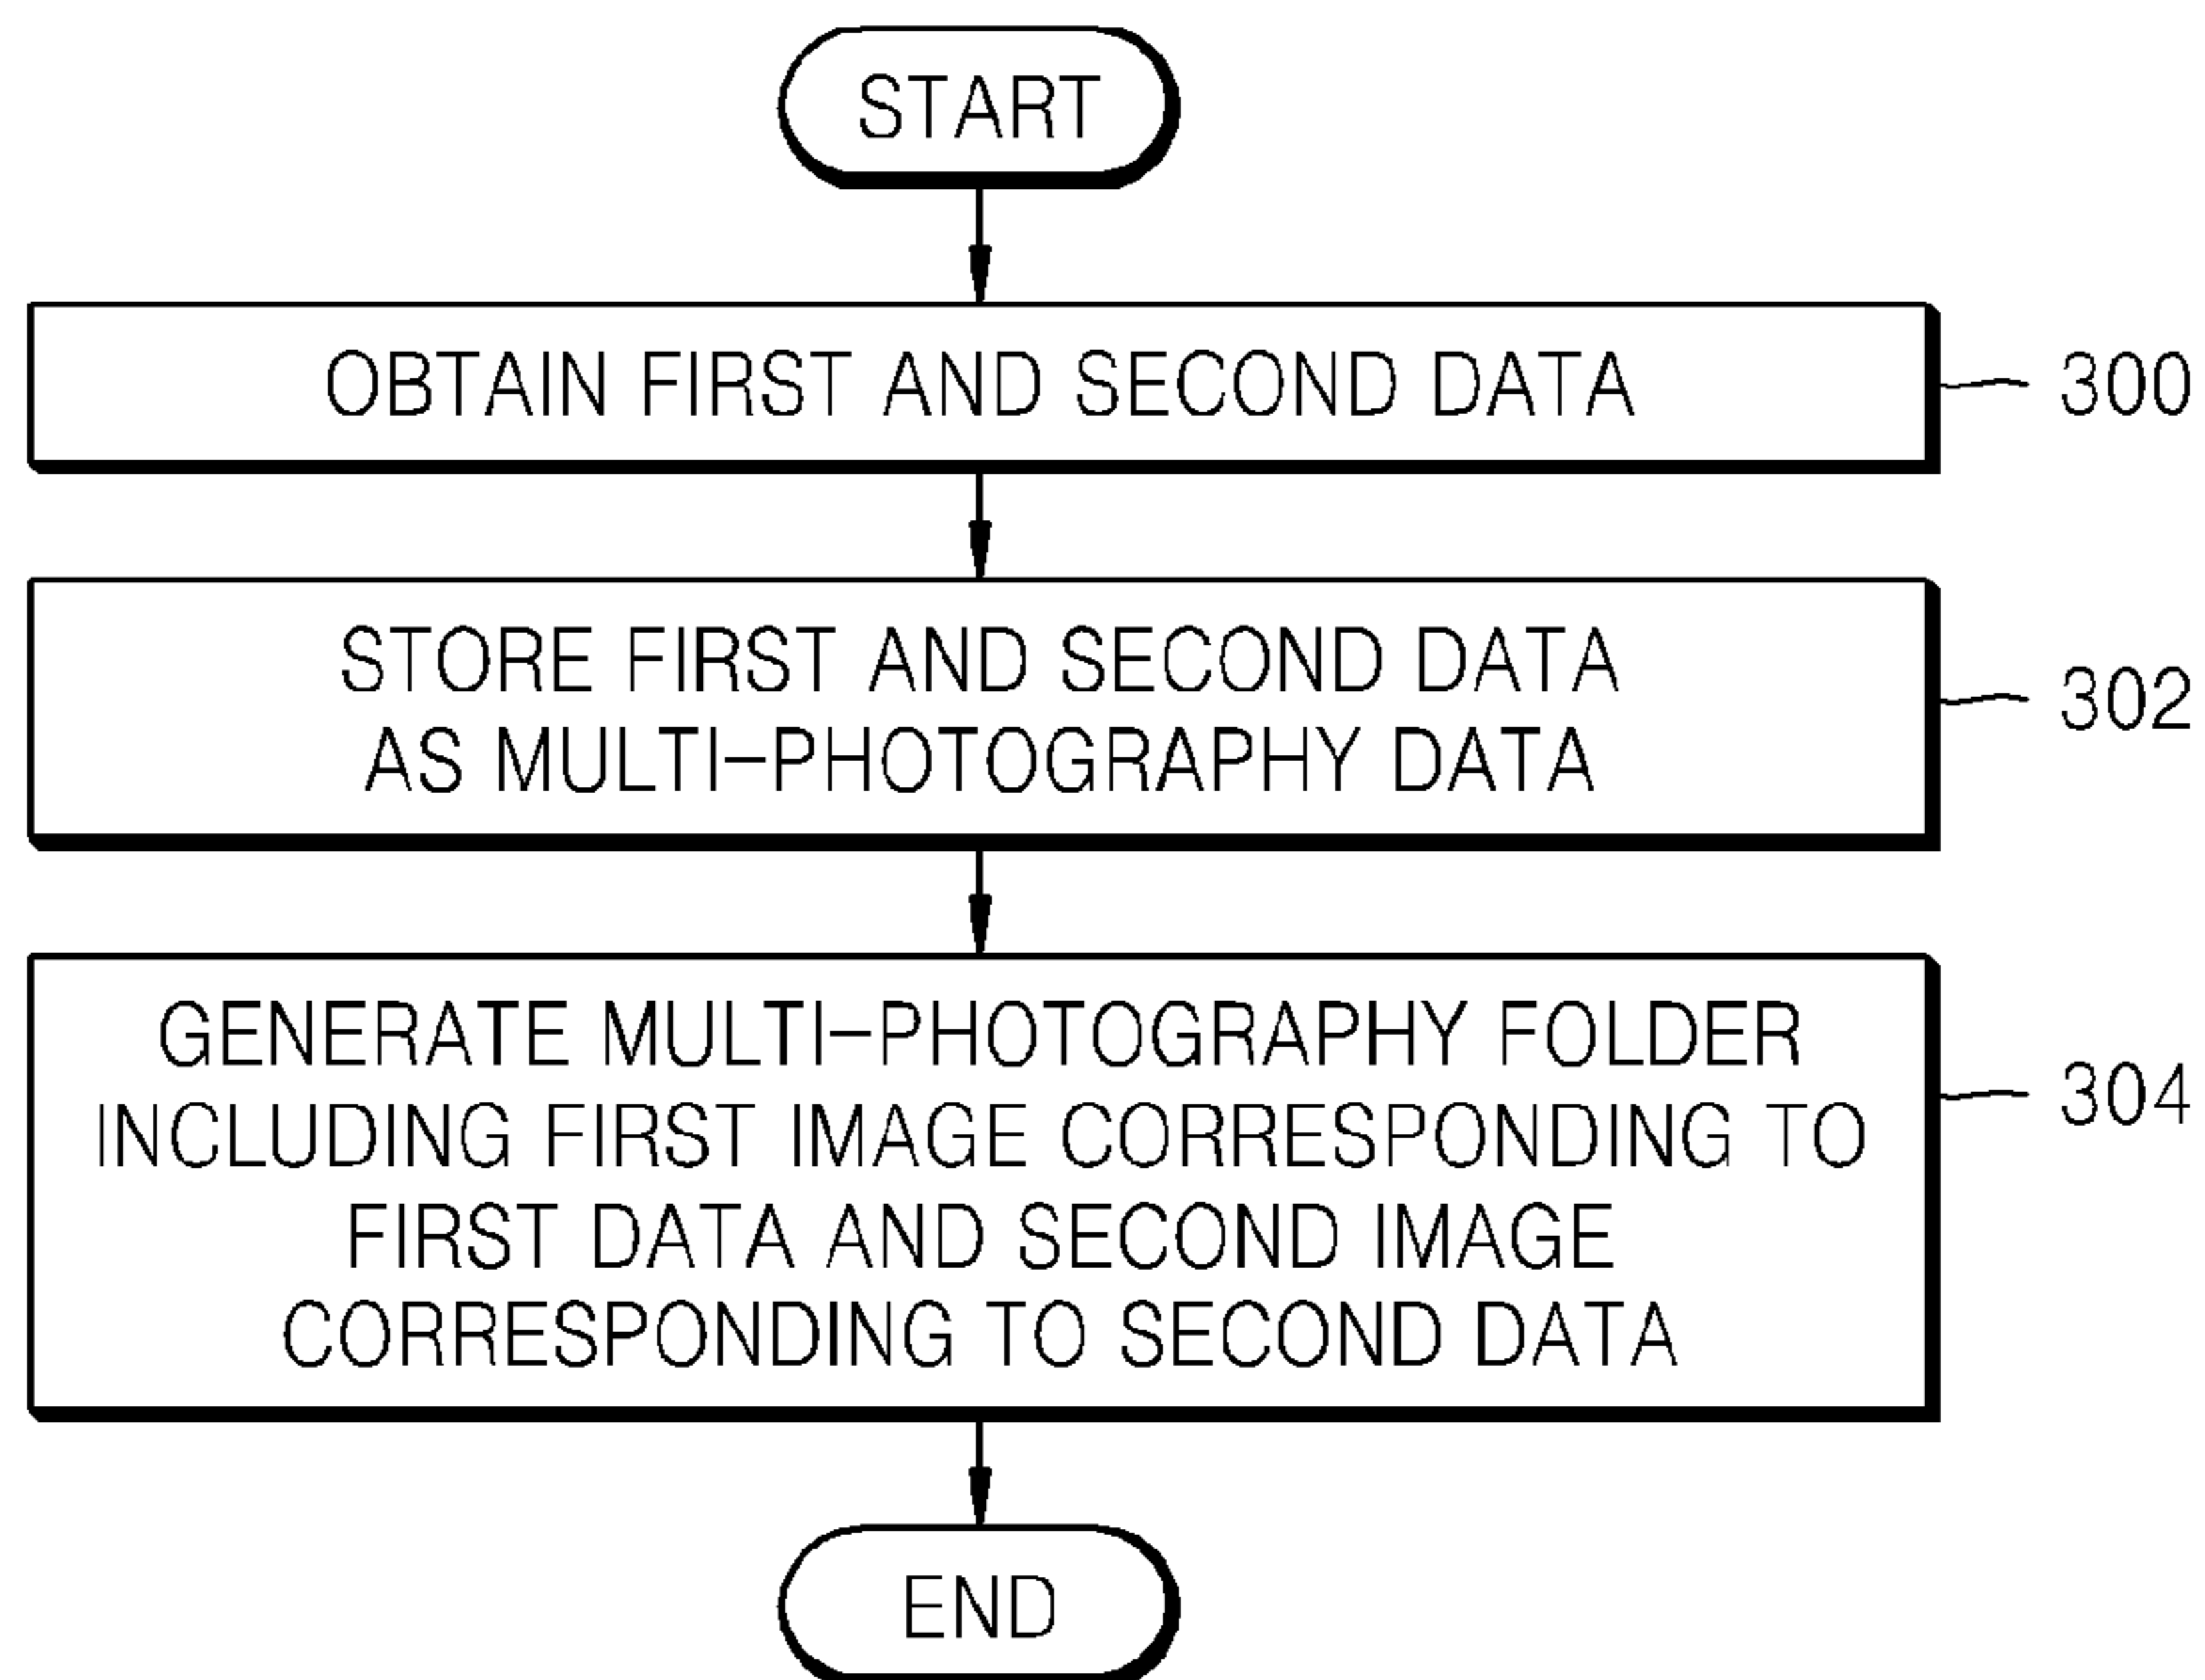 START
OBTAIN FIRST AND SECOND DATA
300
STORE FIRST AND SECOND DATA
AS MULTI-PHOTOGRAPHY DATA
302
GENERATE MULTI-PHOTOGRAPHY FOLDER
INCLUDING FIRST IMAGE CORRESPONDING TO
FIRST DATA AND SECOND IMAGE
CORRESPONDING TO SECOND DATA
304
END